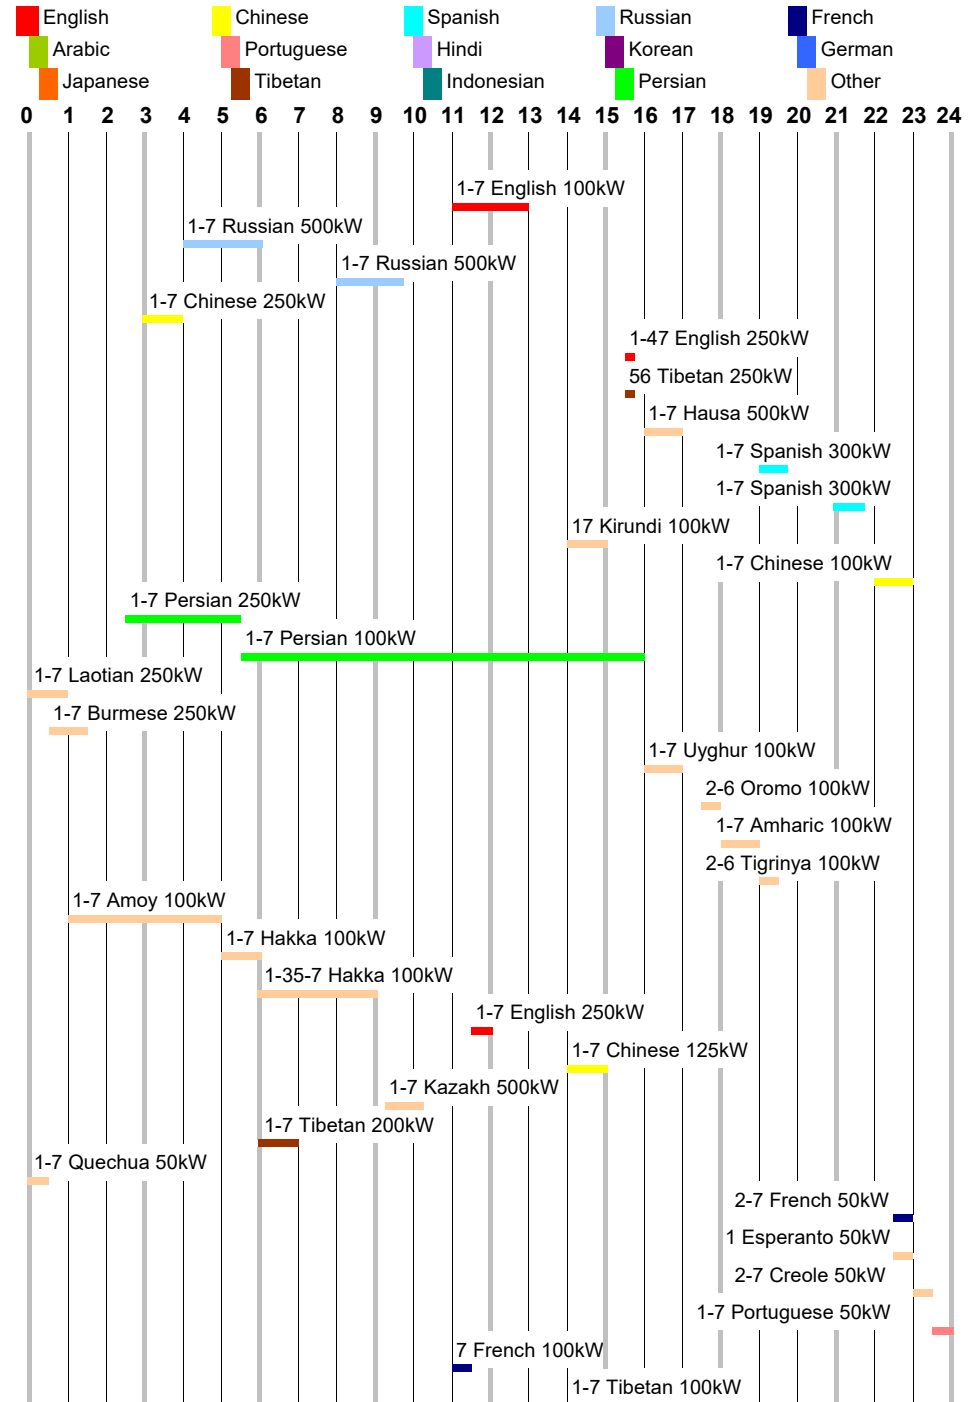 English Chinese Spanish Russian French
Arabic Portuguese Hindi Korean German
Japanese Tibetan Indonesian Persian Other
0 1 2 3 4 5 6 7 8 9 10 11 12 13 14 15 16 17 18 19 20 21 22 23 24
1-7 English 100kW
1-7 Russian 500kW
1-7 Russian 500kW
1-7 Chinese 250kW
1-47 English 250kW
56 Tibetan 250kW
1-7 Hausa 500kW
1-7 Spanish 300kW
1-7 Spanish 300kW
17 Kirundi 100kW
1-7 Chinese 100kW
1-7 Persian 250kW
1-7 Persian 100kW
1-7 Laotian 250kW
1-7 Burmese 250kW
1-7 Uyghur 100kW
2-6 Oromo 100kW
1-7 Amharic 100kW
2-6 Tigrinya 100kW
1-7 Amoy 100kW
1-7 Hakka 100kW
1-35-7 Hakka 100kW
1-7 English 250kW
1-7 Chinese 125kW
1-7 Kazakh 500kW
1-7 Tibetan 200kW
1-7 Quechua 50kW
2-7 French 50kW
1 Esperanto 50kW
2-7 Creole 50kW
1-7 Portuguese 50kW
7 French 100kW
1-7 Tibetan 100kW